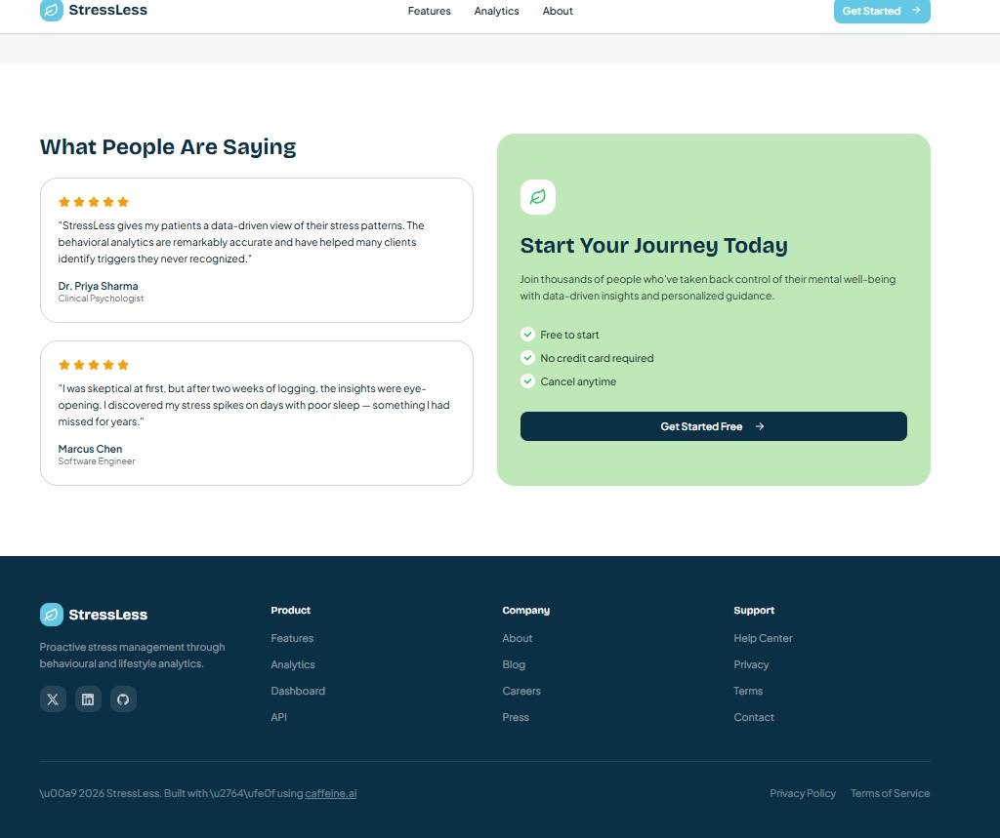 StressLess
Features
Analytics
About
Get Started
What People Are Saying
"StressLess gives my patients a data-driven view of their stress patterns. The
behavioral analytics are remarkably accurate and have helped many clients
identify triggers they never recognized."
Dr. Priya Sharma
Clinical Psychologist
"I was skeptical at first, but after two weeks of logging, the insights were eye-
opening. I discovered my stress spikes on days with poor sleep — something I had
missed for years."
Marcus Chen
Software Engineer
Start Your Journey Today
Join thousands of people who've taken back control of their mental well-being
with data-driven insights and personalized guidance.
Free to start
No credit card required
Cancel anytime
Get Started Free
StressLess
Proactive stress management through
behavioural and lifestyle analytics.
Product
Features
Analytics
Dashboard
API
Company
About
Blog
Careers
Press
Support
Help Center
Privacy
Terms
Contact
\u00a9 2026 StressLess. Built with \u2764\ufe0f using caffeine.ai
Privacy Policy
Terms of Service